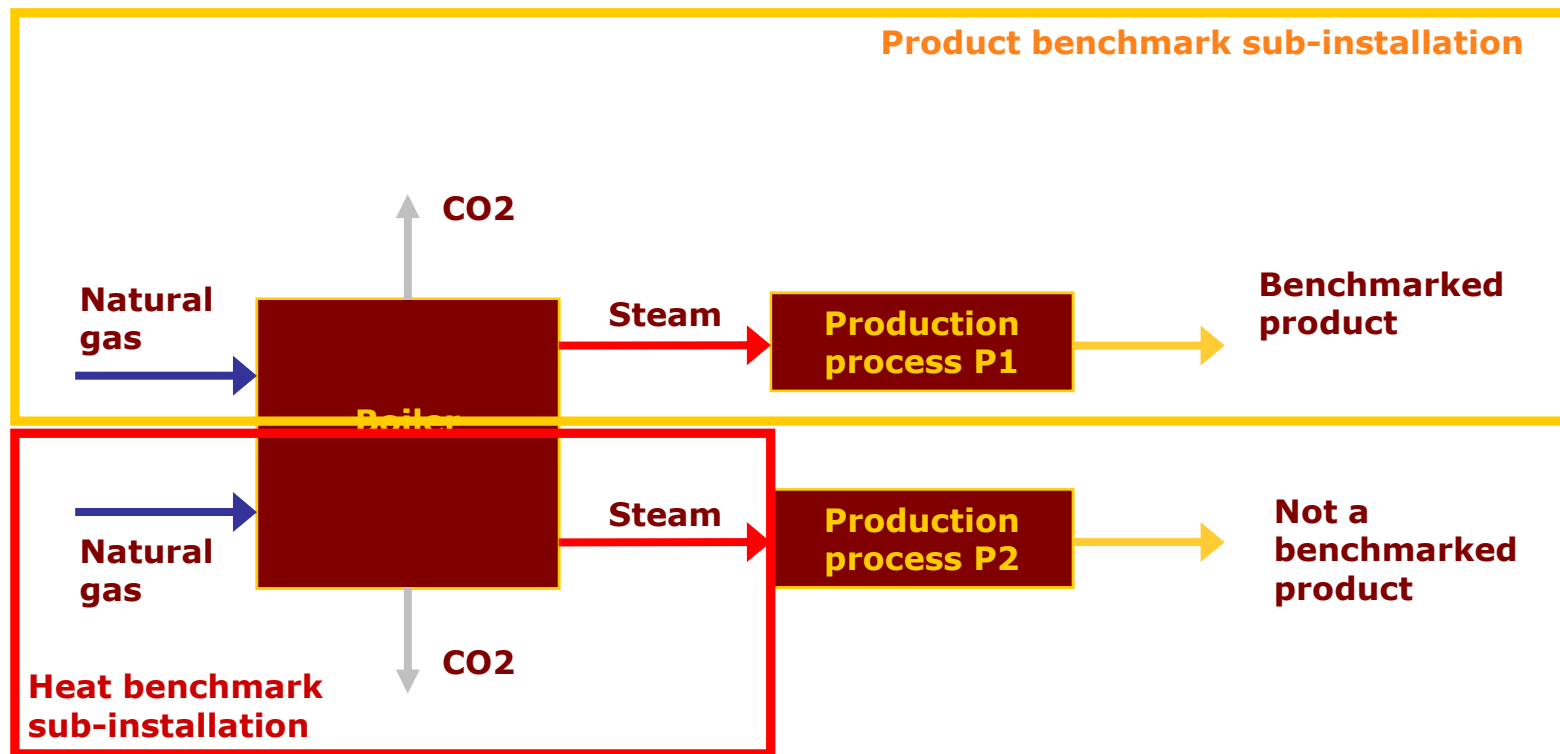 Product benchmark sub-installation
CO2
Natural
gas
Steam
Production
process P1
Benchmarked
product
Boiler
Natural
gas
Steam
Production
process P2
Not a
benchmarked
product
CO2
Heat benchmark
sub-installation